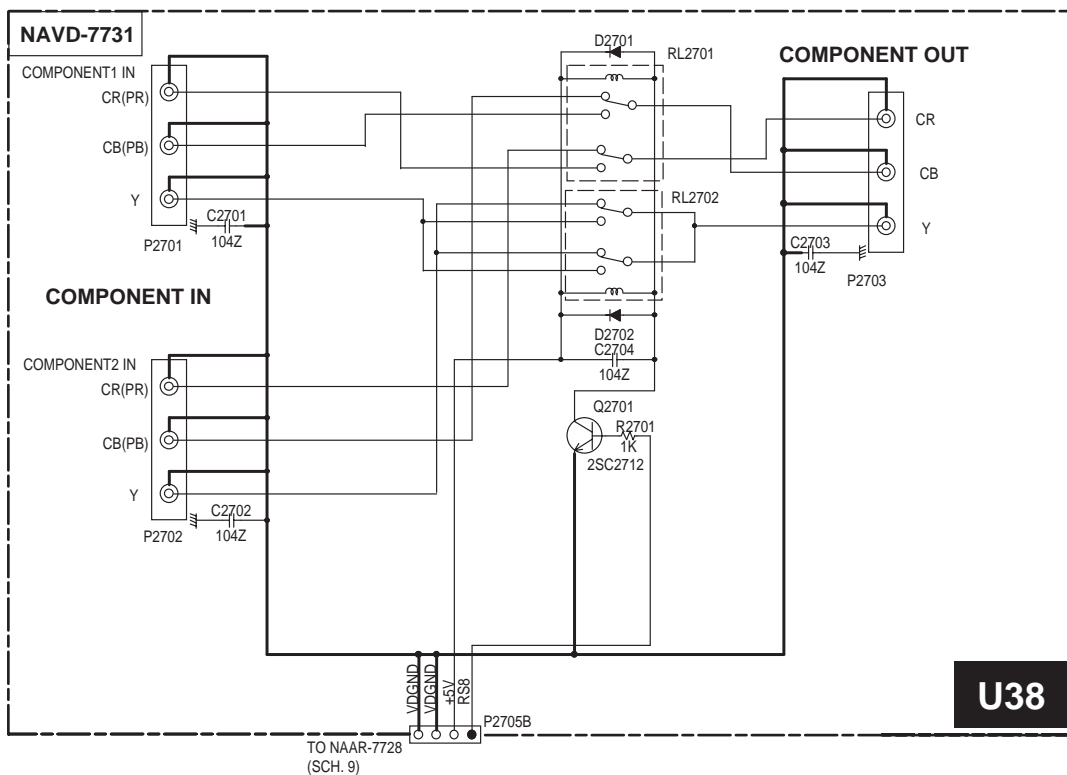 NAVD-7731
COMPONENT1 IN
CR(PR)
CB(PB)
Y
C2701
104Z
P2701
COMPONENT IN
COMPONENT2 IN
CR(PR)
CB(PB)
Y
C2702
104Z
P2702
D2701
RL2701
RL2702
D2702
C2704
104Z
Q2701
R2701
1K
2SC2712
COMPONENT OUT
CR
CB
Y
C2703
104Z
P2703
VDGND
VDGND
+5V
RS8
P2705B
TO NAAR-7728
(SCH. 9)
U38